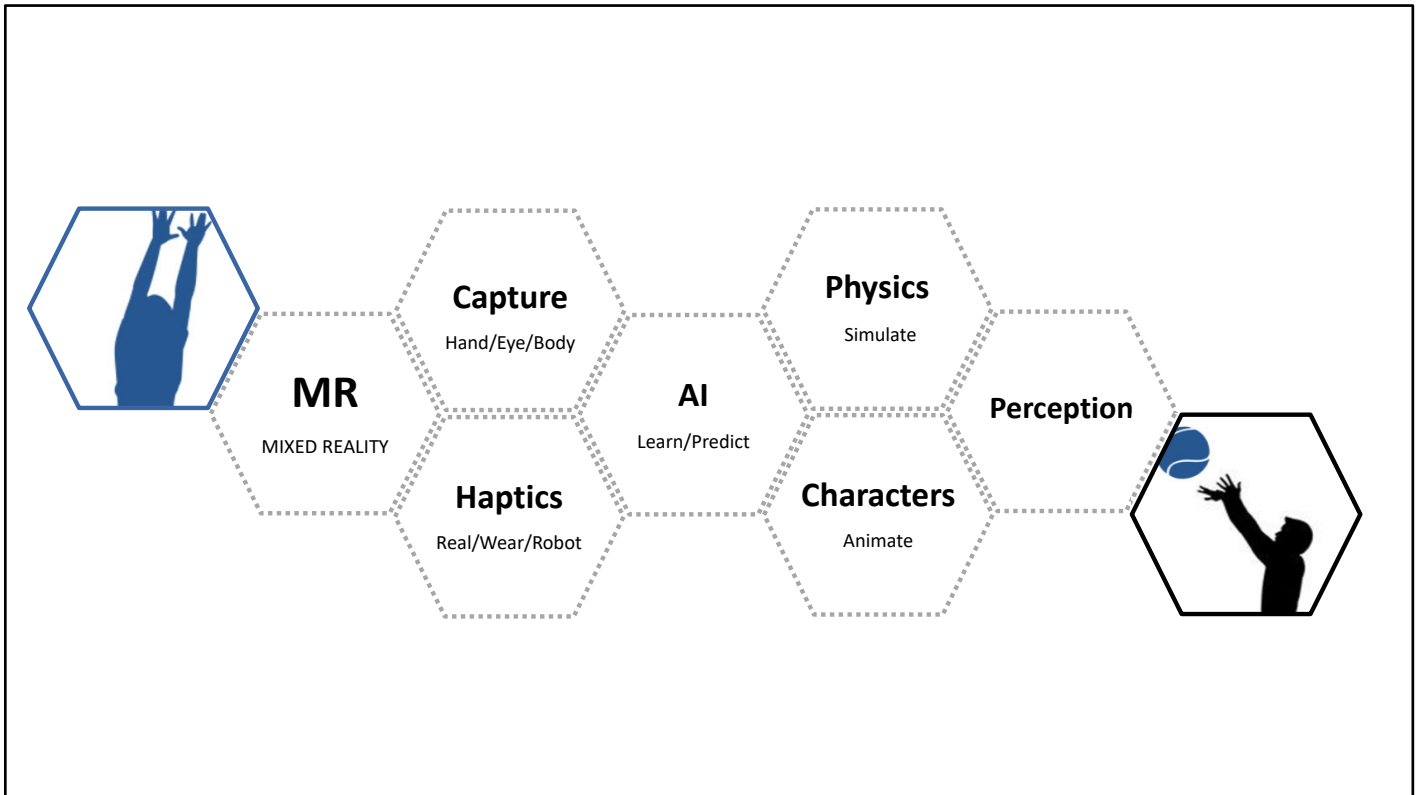 MR
MIXED REALITY
Capture
Hand/Eye/Body
Haptics
Real/Wear/Robot
AI
Learn/Predict
Physics
Simulate
Characters
Animate
Perception